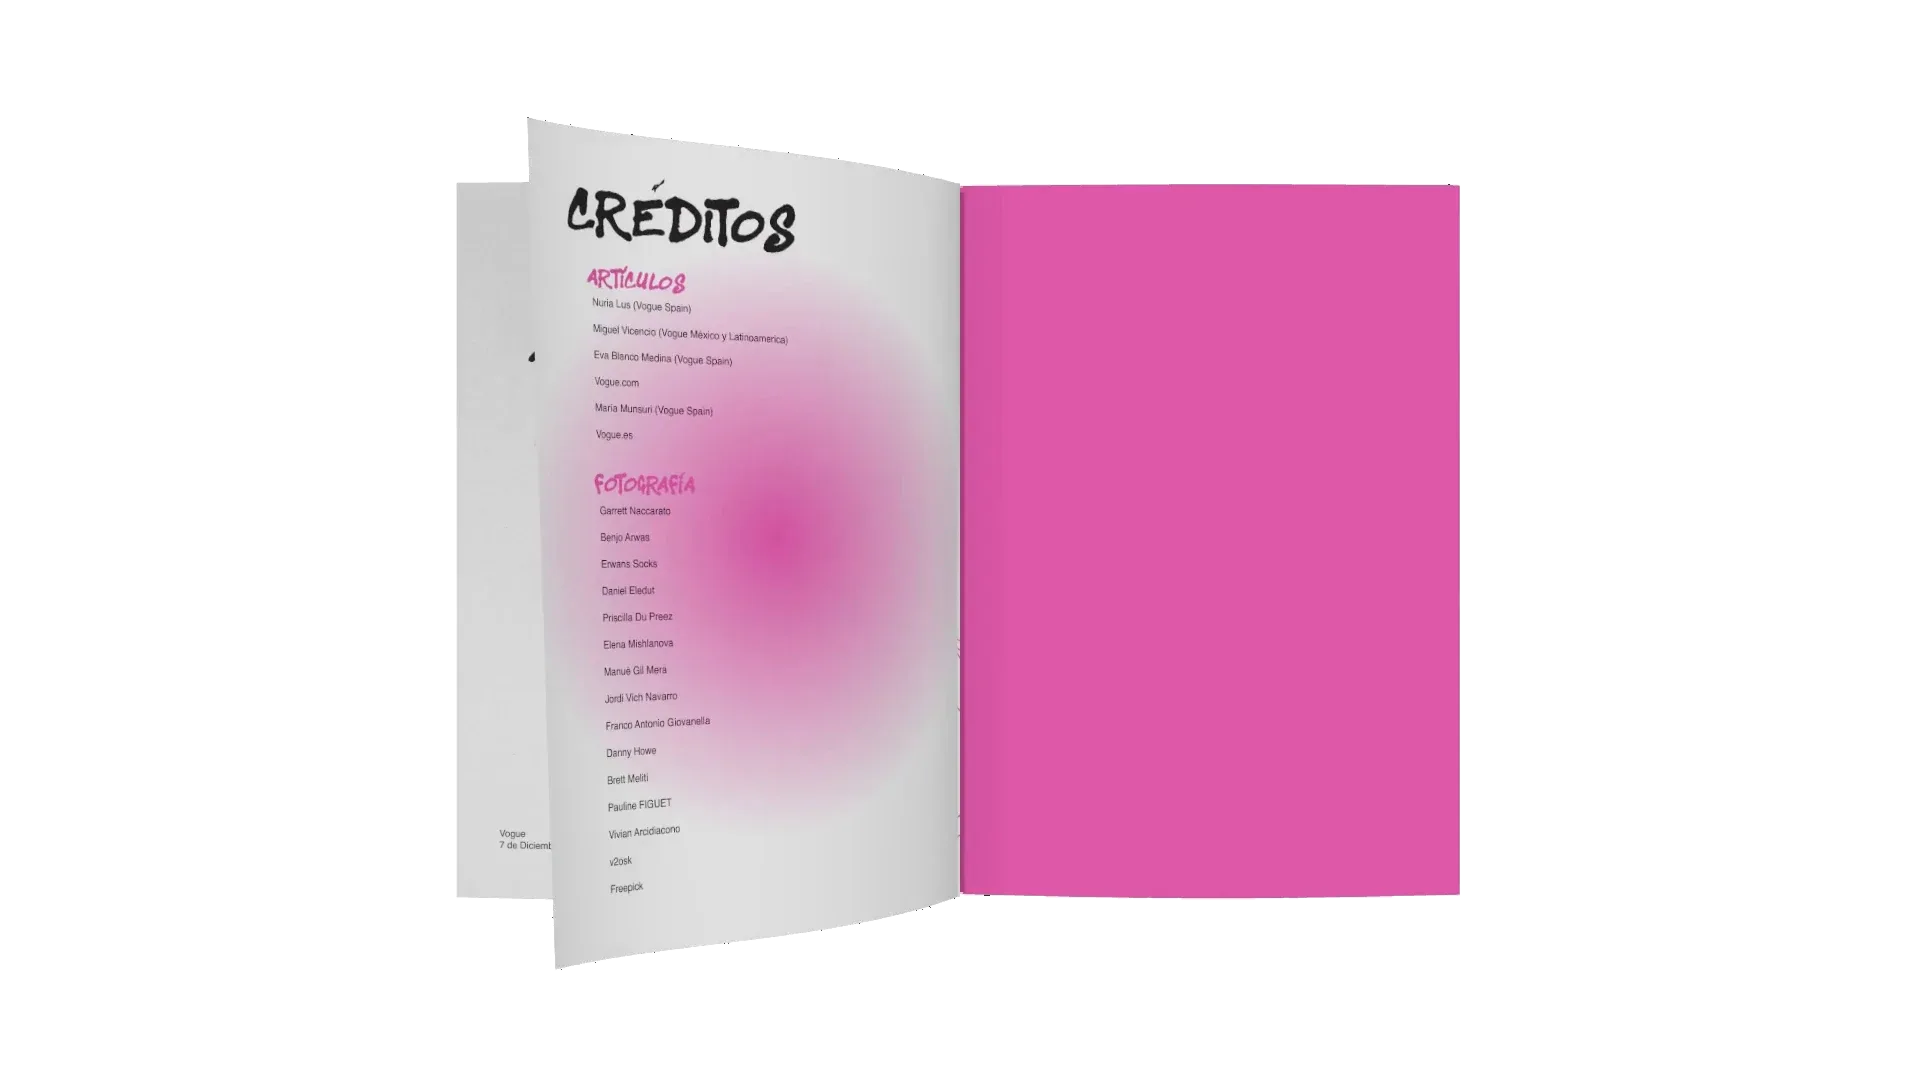 CRÉDITOS
ARTÍCULOS
Nuria Lus (Vogue Spain)
Miguel Vicencio (Vogue México y Latinoamerica)
Eva Blanco Medina (Vogue Spain)
Vogue.com
María Munsuri (Vogue Spain)
Vogue.es
FOTOGRAFÍA
Garrett Naccarato
Benjo Arwas
Erwans Socks
Daniel Eledut
Priscilla Du Preez
Elena Mishlanova
Manuè Gil Mera
Jordi Vich Navarro
Franco Antonio Giovanella
Danny Howe
Brett Meliti
Pauline FIGUET
Vivian Arcidiacono
v2osk
Freepick
Vogue
7 de Diciemb